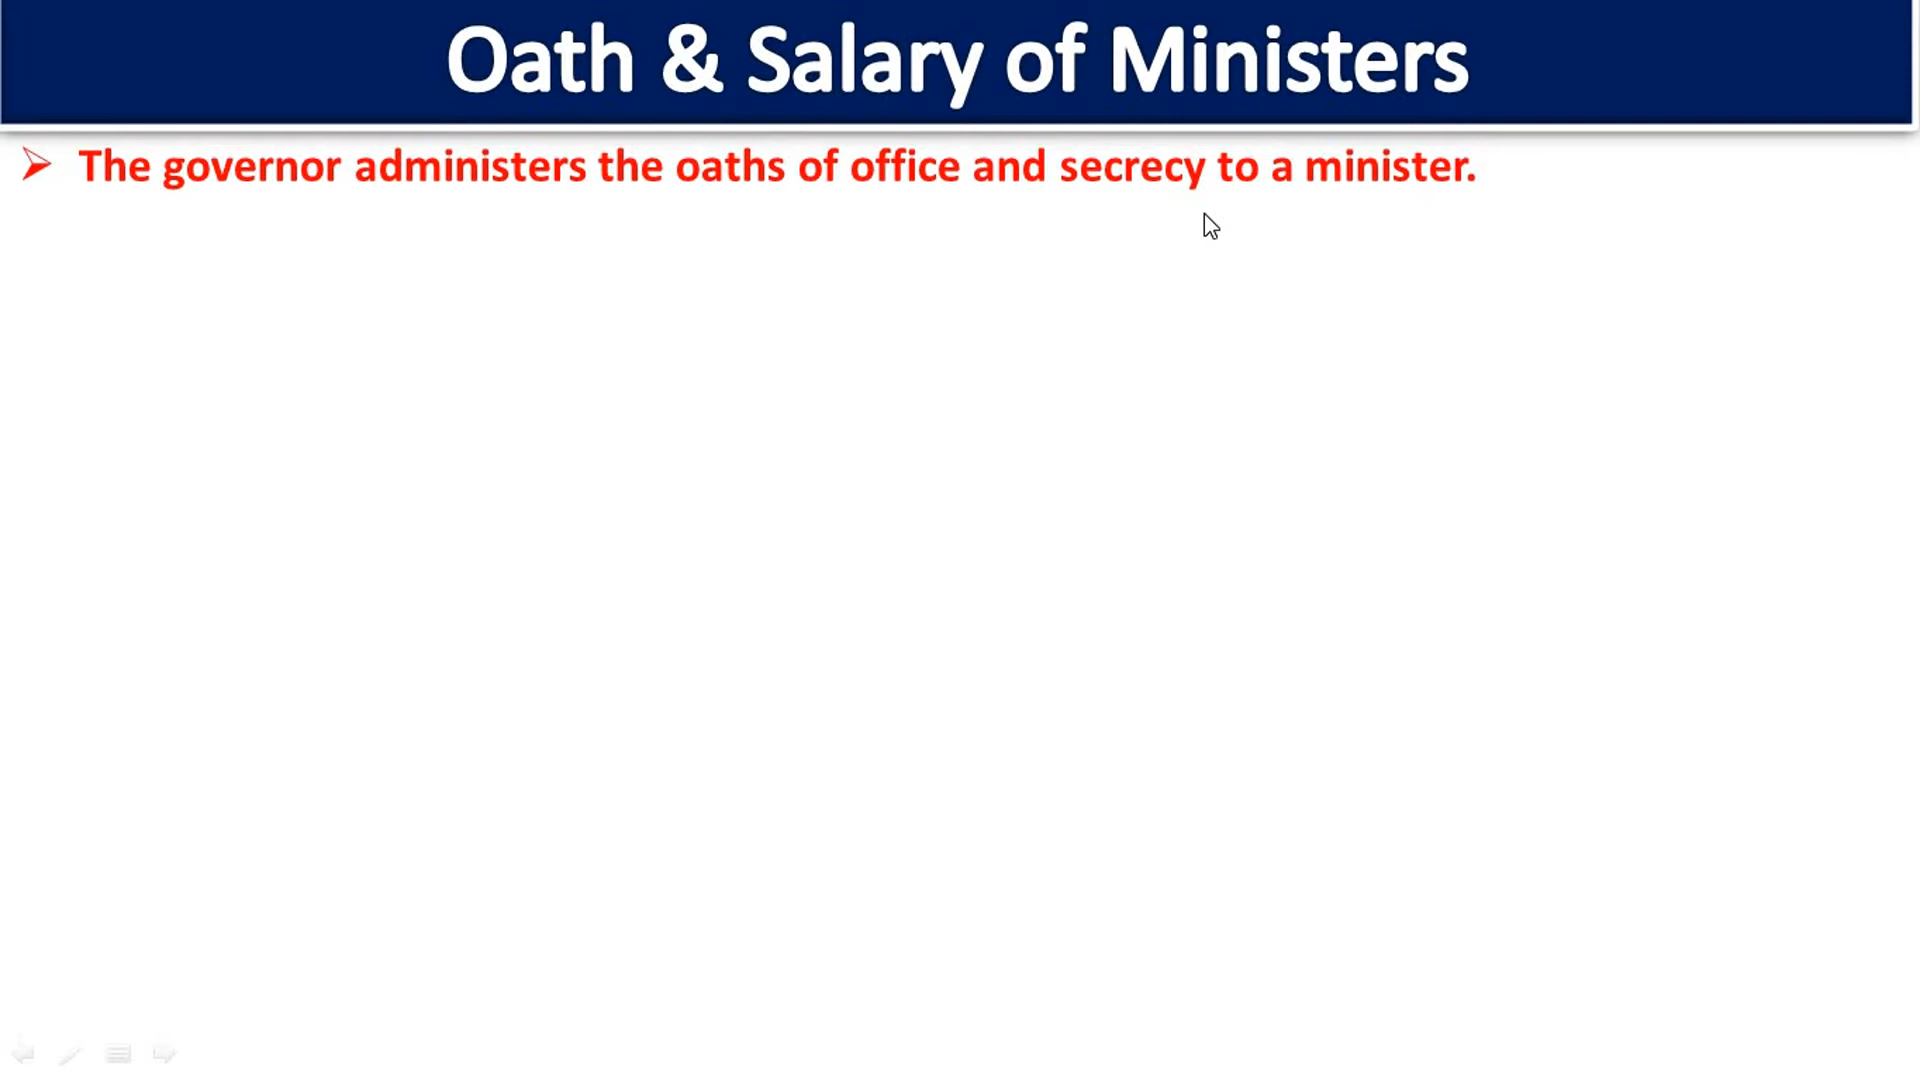 Oath & Salary of Ministers
The governor administers the oaths of office and secrecy to a minister.